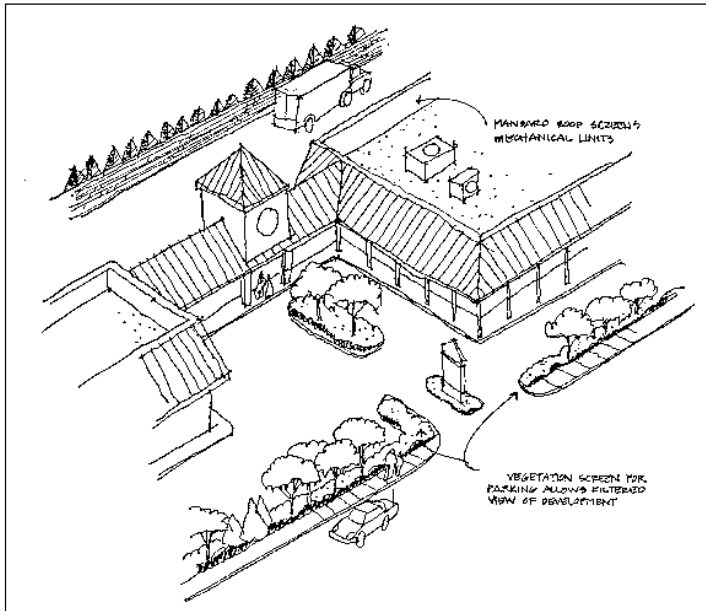 MANSARD ROOF SCREENS
MECHANICAL UNITS
VEGETATION SCREEN FOR
PARKING ALLOWS FILTERED
VIEW OF DEVELOPMENT